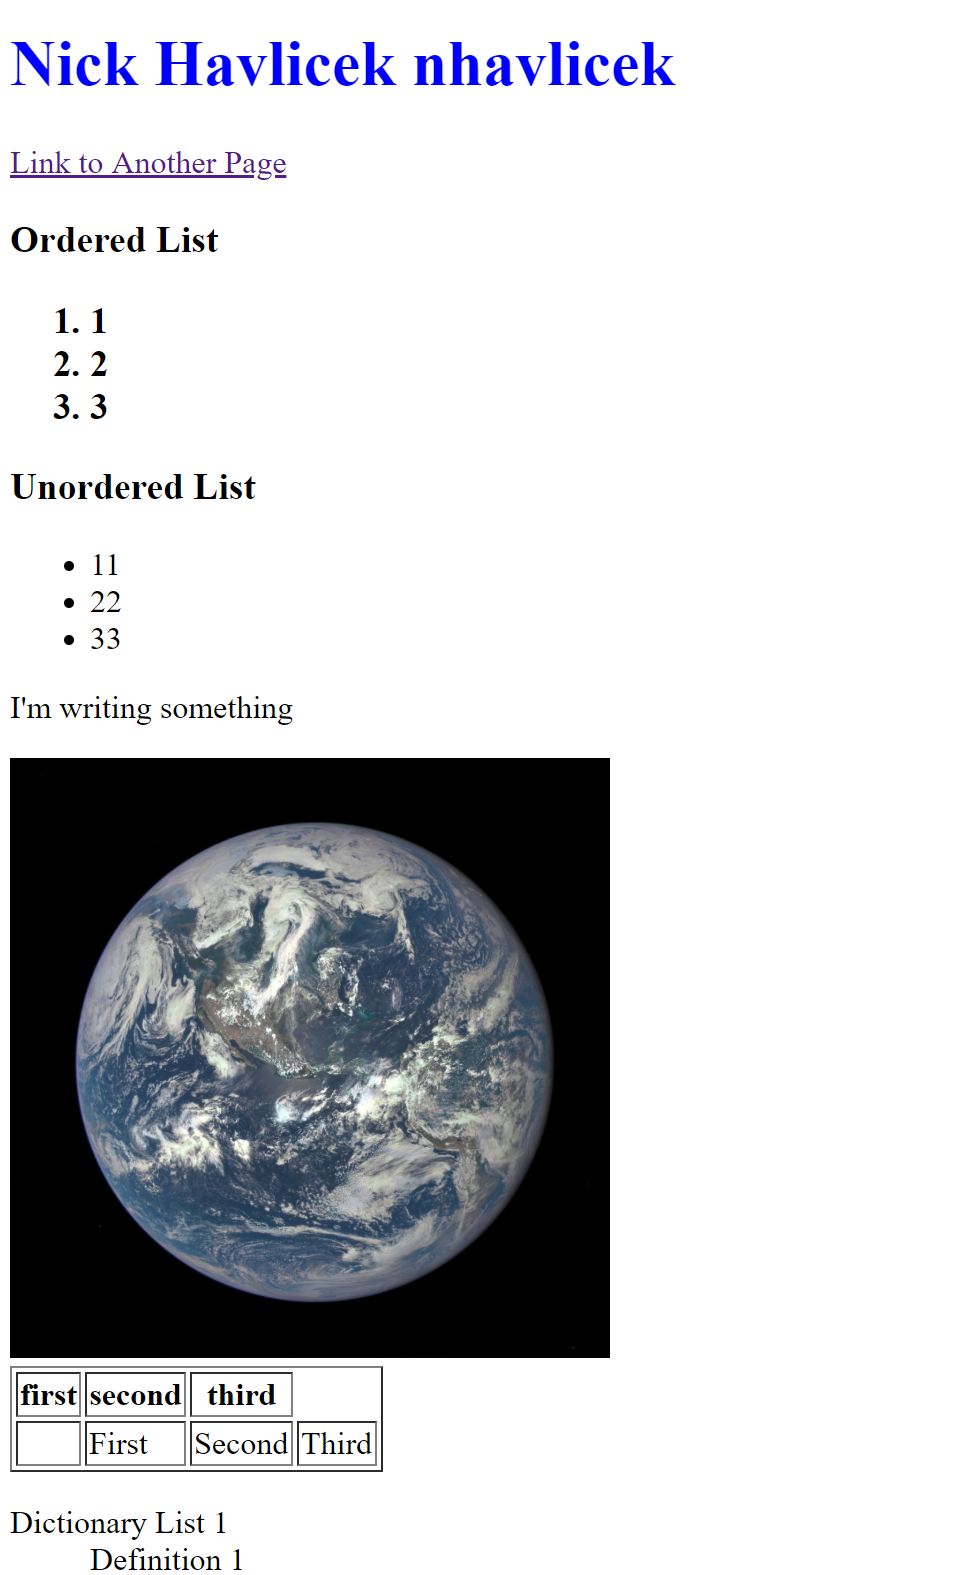 Nick Havlicek nhavlicek
Link to Another Page
Ordered List
1. 1
2. 2
3. 3
Unordered List
• 11
• 22
• 33
I'm writing something
first second third
First Second Third
Dictionary List 1
Definition 1